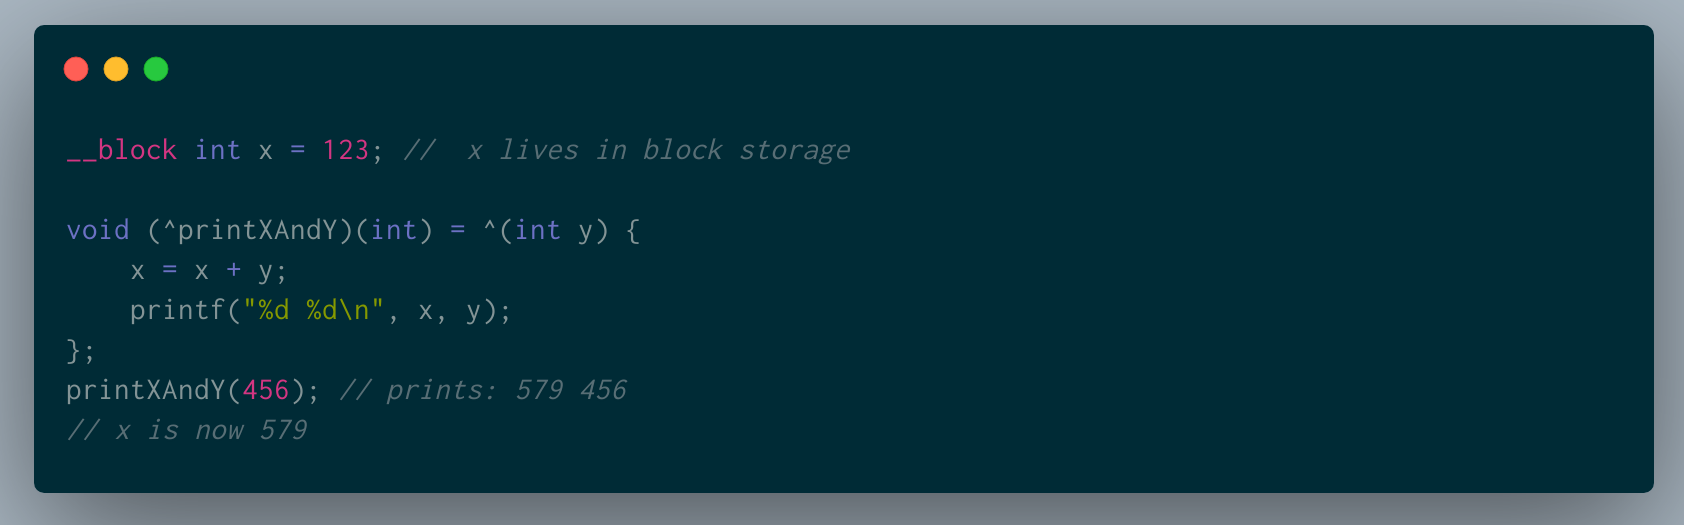 __block int x = 123; //  x lives in block storage

void (^printXAndY)(int) = ^(int y) {
    x = x + y;
    printf("%d %d\n", x, y);
};
printXAndY(456); // prints: 579 456
// x is now 579